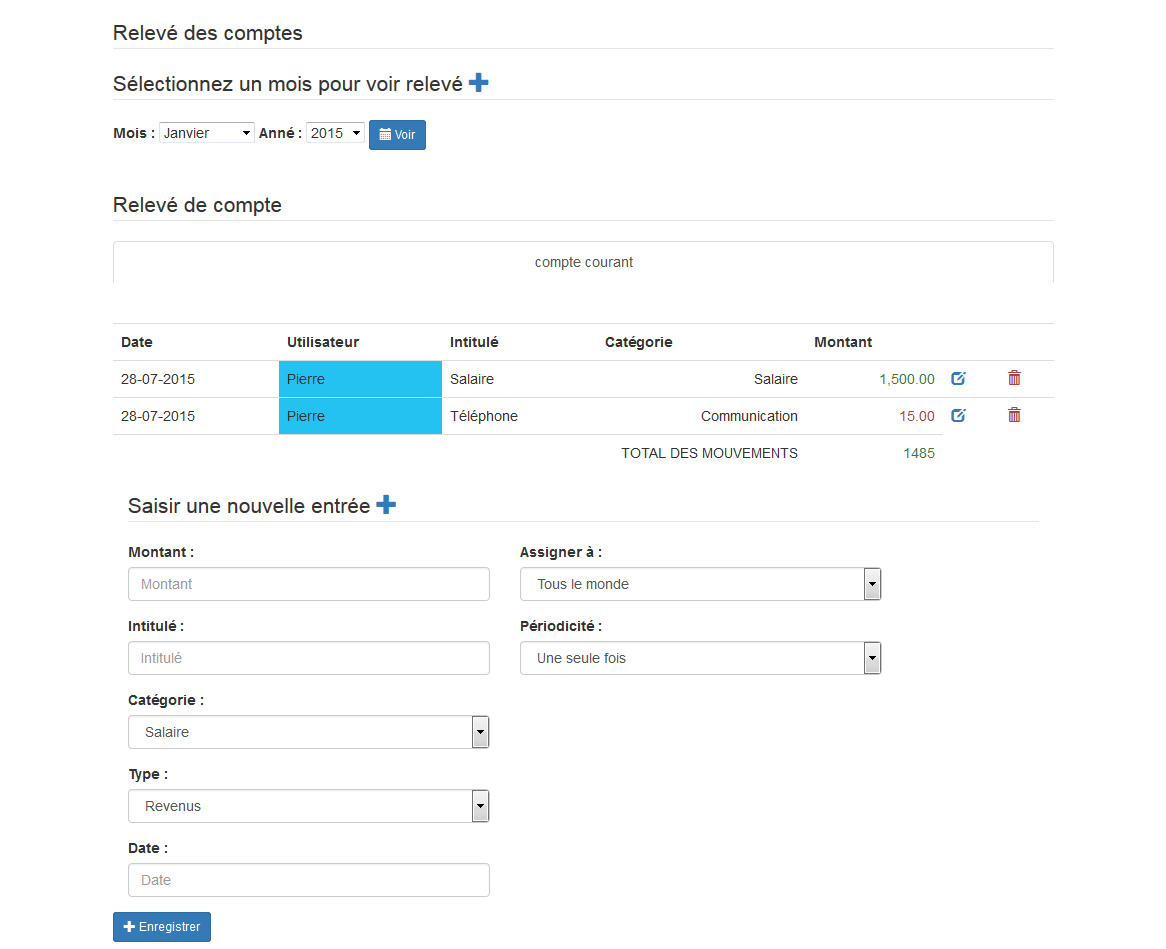 Relevé des comptes
Sélectionnez un mois pour voir relevé
Mois : Janvier Anné : 2015 Voir
Relevé de compte
compte courant
Date Utilisateur Intitulé Catégorie Montant
28-07-2015 Pierre Salaire Salaire 1,500.00
28-07-2015 Pierre Téléphone Communication 15.00
TOTAL DES MOUVEMENTS 1485
Saisir une nouvelle entrée
Montant : Assigner à :
Montant Tous le monde
Intitulé : Périodicité :
Intitulé Une seule fois
Catégorie :
Salaire
Type :
Revenus
Date :
Date
Enregistrer